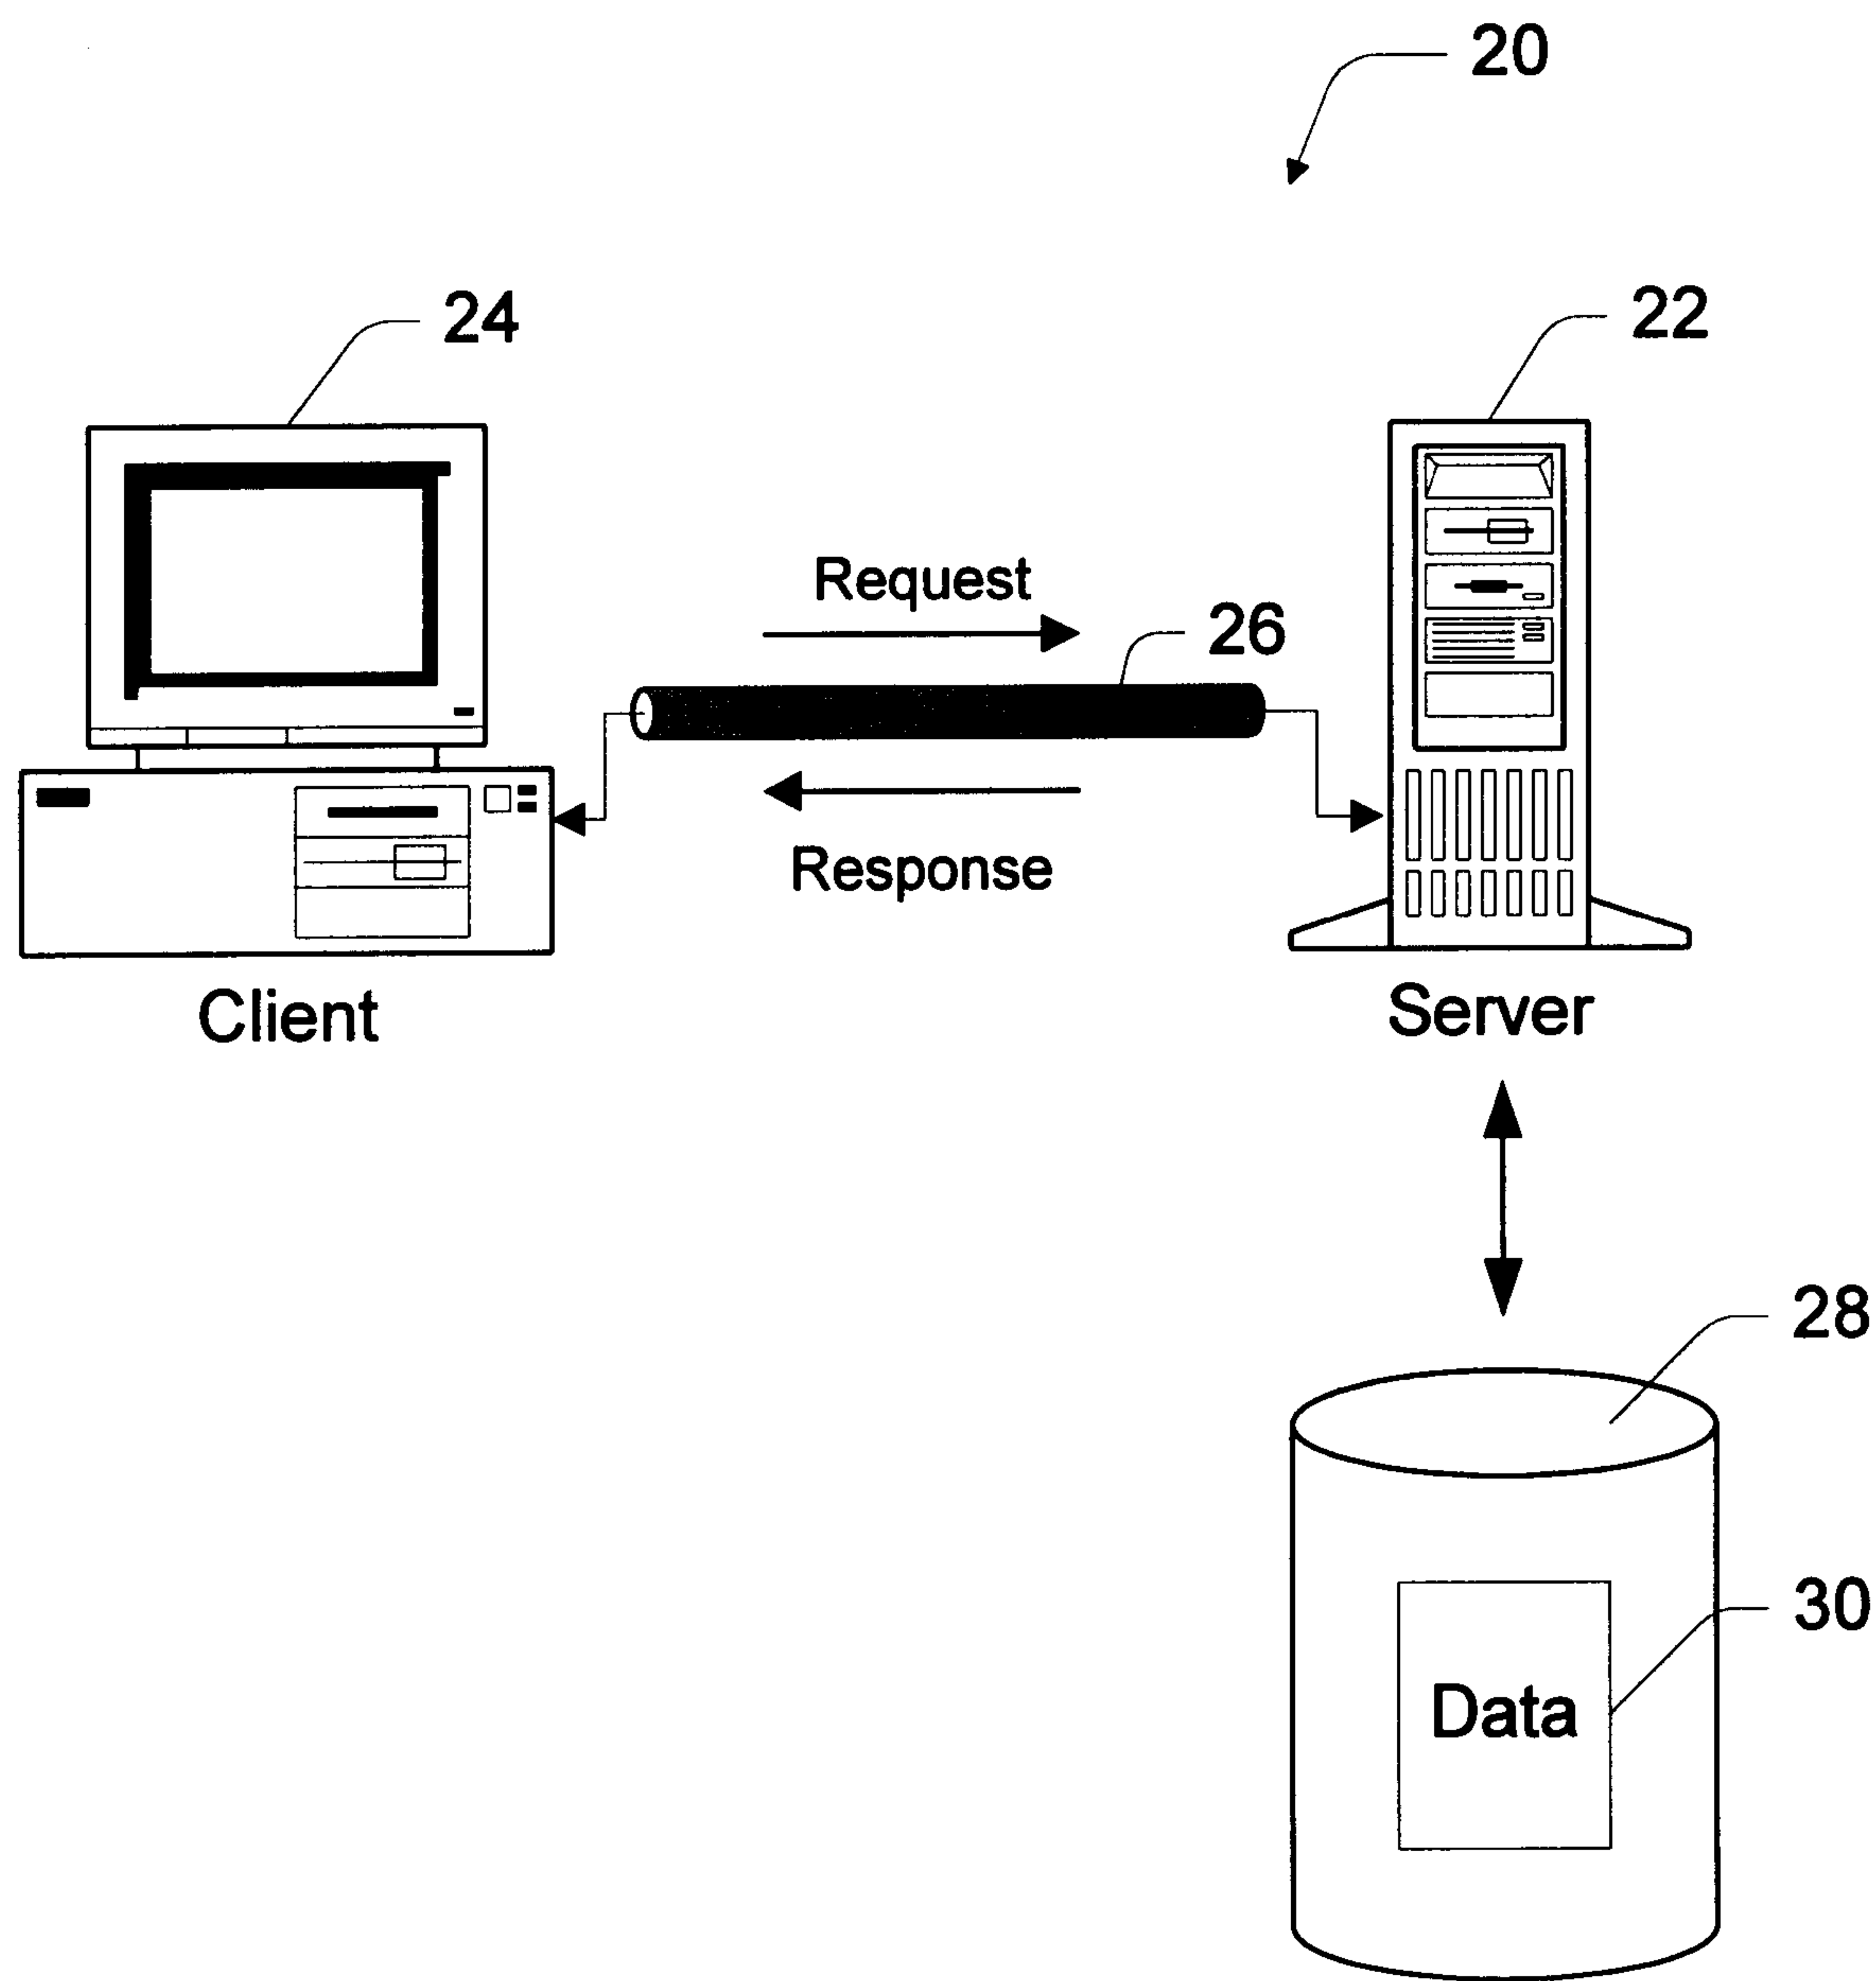 20
24
22
Request
26
Response
Client
Server
28
30
Data